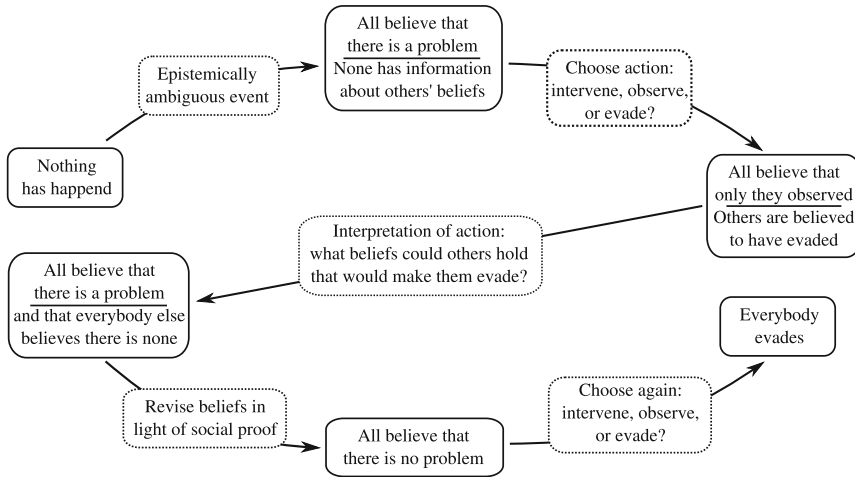 Nothing
has happend
Epistemically
ambiguous event
All believe that
there is a problem
None has information
about others' beliefs
Choose action:
intervene, observe,
or evade?
All believe that
only they observed
Others are believed
to have evaded
Interpretation of action:
what beliefs could others hold
that would make them evade?
All believe that
there is a problem
and that everybody else
believes there is none
Revise beliefs in
light of social proof
All believe that
there is no problem
Choose again:
intervene, observe,
or evade?
Everybody
evades